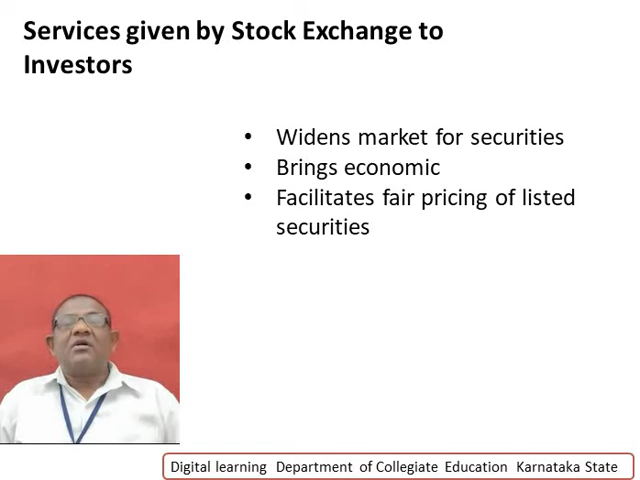 Services given by Stock Exchange to
Investors
• Widens market for securities
• Brings economic
• Facilitates fair pricing of listed
securities
Digital learning Department of Collegiate Education Karnataka State